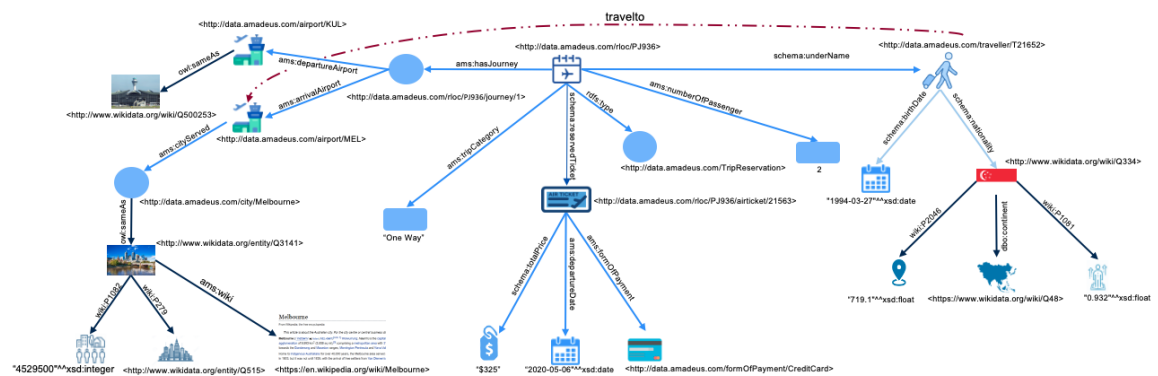 travelto
<http://data.amadeus.com/airport/KUL>
<http://data.amadeus.com/rloc/PJ936>
<http://data.amadeus.com/traveller/T21652>
owl:sameAs
ams:departureAirport
ams:hasJourney
schema:underName
<http://data.amadeus.com/rloc/PJ936/journey/1>
ams:arrivalAirport
ams:numberOfPassenger
rdfs:type
schema:birthDate
schema:nationality
<http://www.wikidata.org/wiki/Q500253>
<http://data.amadeus.com/airport/MEL>
ams:cityServed
ams:tripCategory
schema:reservedTicket
<http://data.amadeus.com/TripReservation>
2
<http://www.wikidata.org/wiki/Q334>
<http://data.amadeus.com/city/Melbourne>
<http://data.amadeus.com/rloc/PJ936/airticket/21563>
"1994-03-27"^^xsd:date
AIR TICKET
owl:sameAs
"One Way"
<http://www.wikidata.org/entity/Q3141>
wiki:P2046
dbo:continent
wiki:P1081
schema:totalPrice
ams:departureDate
ams:formOfPayment
wiki:P1082
wiki:P279
ams:wiki
"719.1"^^xsd:float
<https://www.wikidata.org/wiki/Q48>
"0.932"^^xsd:float
Melbourne
From Wikipedia, the free encyclopedia
"4529500"^^xsd:integer
<http://www.wikidata.org/entity/Q515>
<https://en.wikipedia.org/wiki/Melbourne>
"$325"
"2020-05-06"^^xsd:date
<http://data.amadeus.com/formOfPayment/CreditCard>